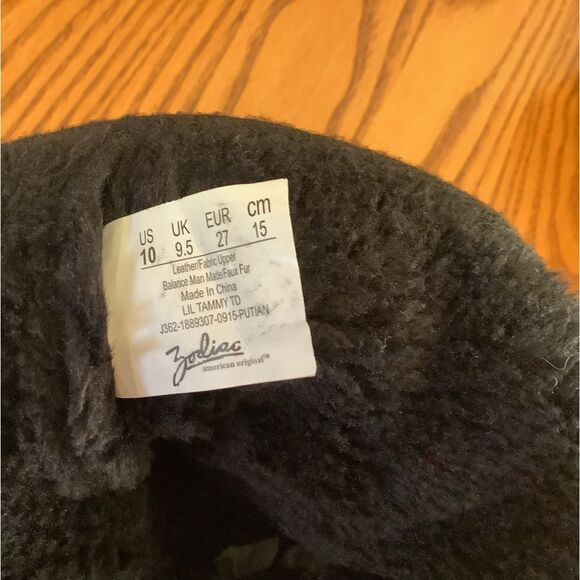 US UK EUR cm
10 9.5 27 15
Leather/Fabric Upper
Balance Man Made/Faux Fur
Made In China
LIL TAMMY TD
J362-1889307-0915-PUTIAN
Zodiac
american original™